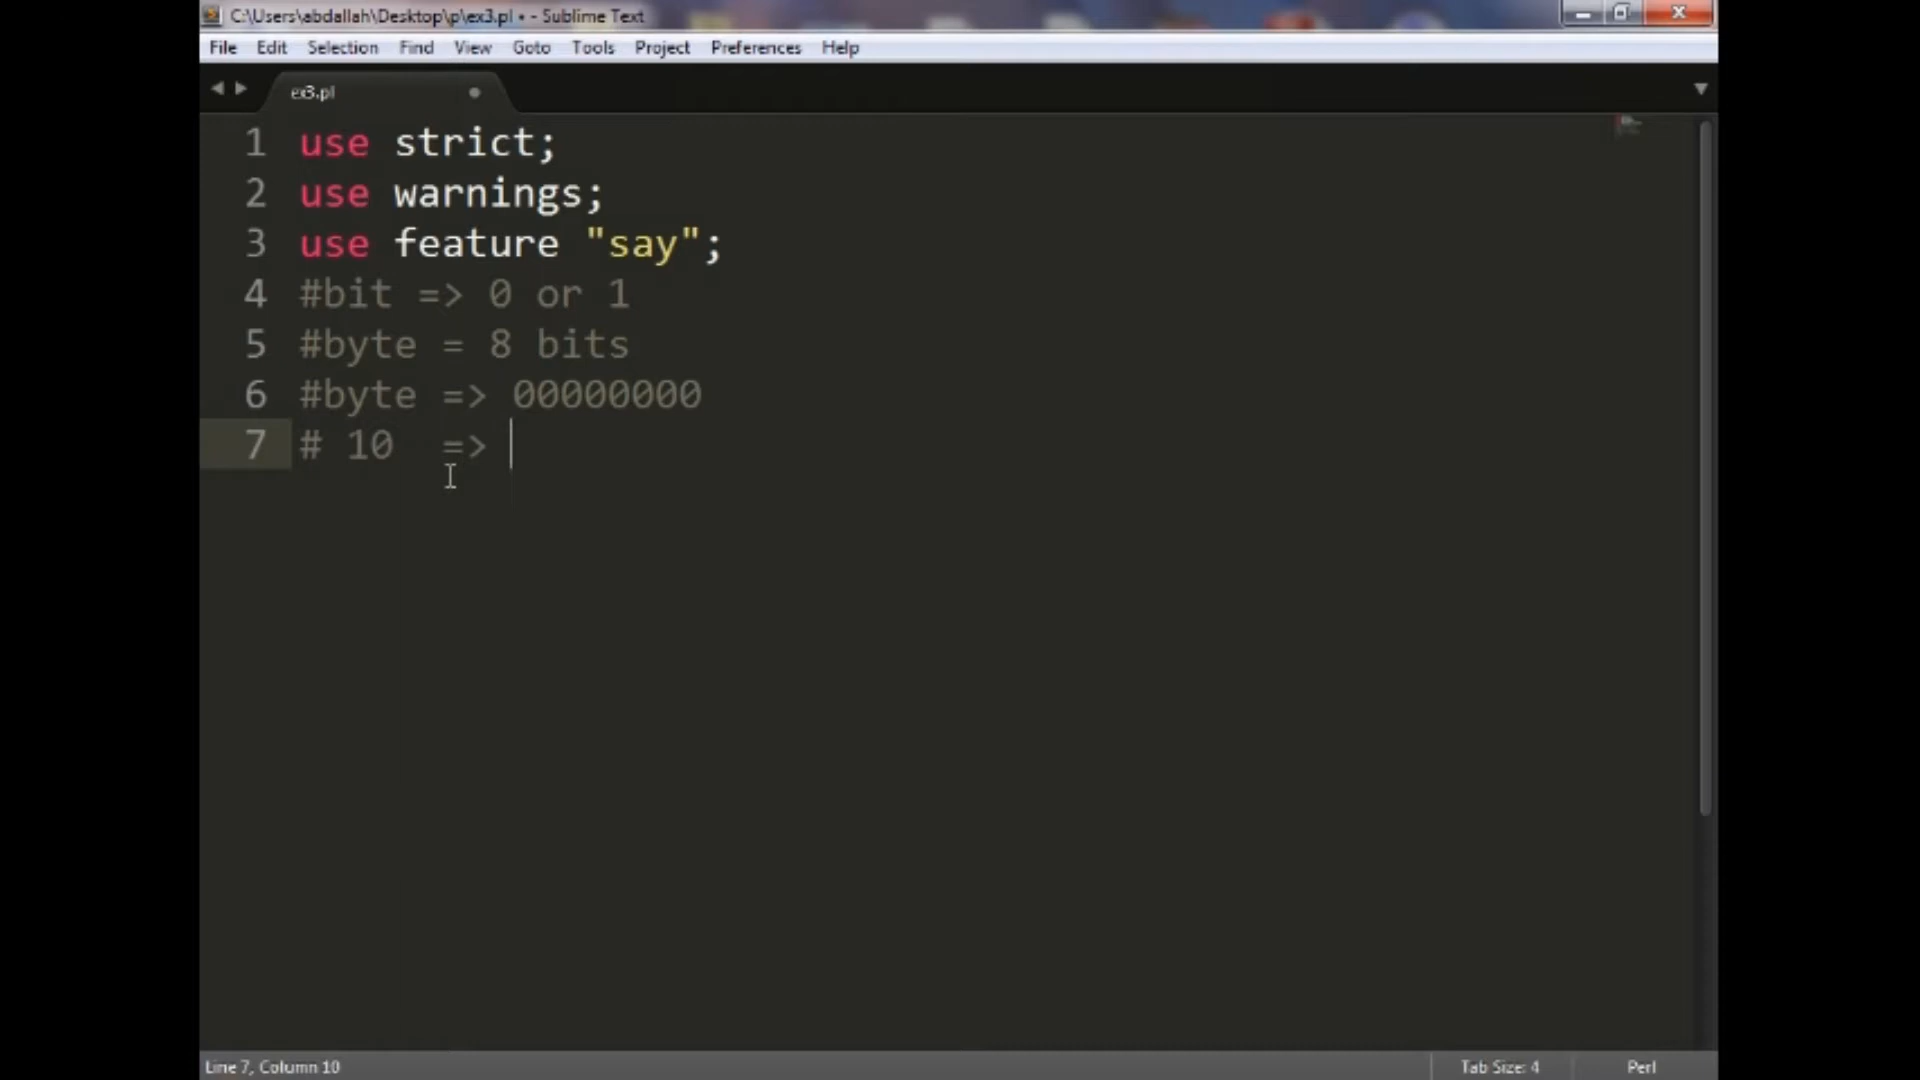 C:\Users\abdallah\Desktop\p\ex3.pl • - Sublime Text
File Edit Selection Find View Goto Tools Project Preferences Help
ex3.pl
1 use strict;
2 use warnings;
3 use feature "say";
4 #bit => 0 or 1
5 #byte = 8 bits
6 #byte => 00000000
7 # 10  =>
Line 7, Column 10
Tab Size: 4
Perl